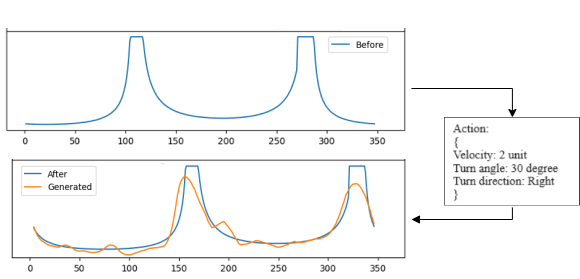 Before
0 50 100 150 200 250 300 350
Action:
{
Velocity: 2 unit
Turn angle: 30 degree
Turn direction: Right
}
After
Generated
0 50 100 150 200 250 300 350